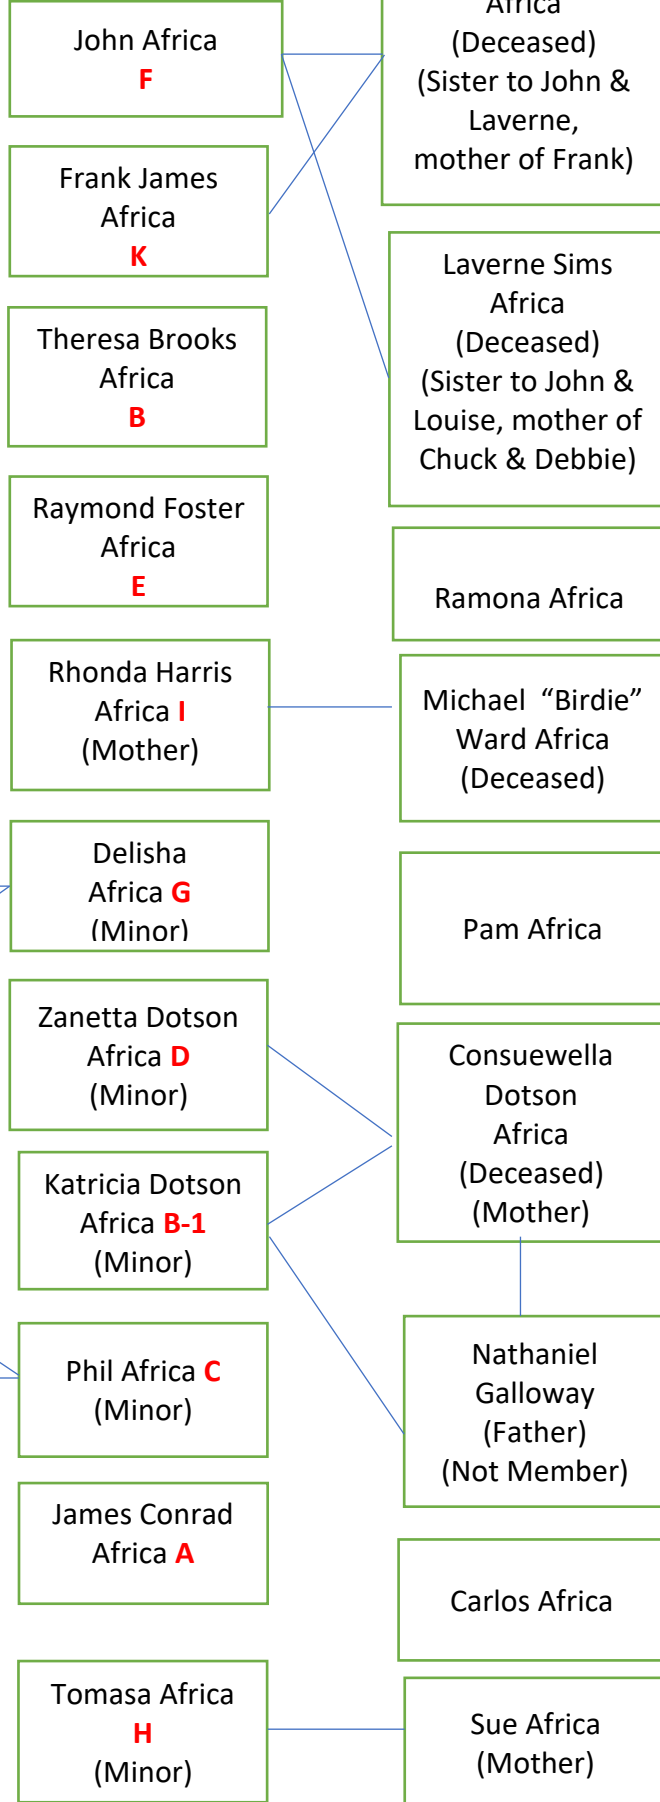 John Africa
F
Frank James
Africa
K
Theresa Brooks
Africa
B
Raymond Foster
Africa
E
Rhonda Harris
Africa I
(Mother)
Delisha
Africa G
(Minor)
Zanetta Dotson
Africa D
(Minor)
Katricia Dotson
Africa B-1
(Minor)
Phil Africa C
(Minor)
James Conrad
Africa A
Tomasa Africa
H
(Minor)
Africa
(Deceased)
(Sister to John &
Laverne,
mother of Frank)
Laverne Sims
Africa
(Deceased)
(Sister to John &
Louise, mother of
Chuck & Debbie)
Ramona Africa
Michael “Birdie”
Ward Africa
(Deceased)
Pam Africa
Consuewella
Dotson
Africa
(Deceased)
(Mother)
Nathaniel
Galloway
(Father)
(Not Member)
Carlos Africa
Sue Africa
(Mother)